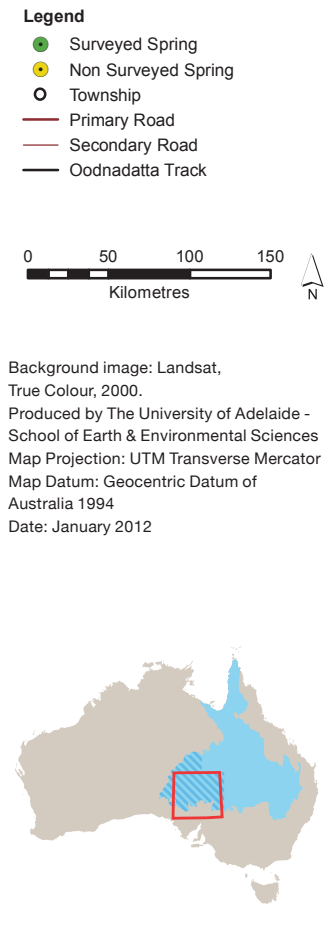 Legend
Surveyed Spring
Non Surveyed Spring
Township
Primary Road
Secondary Road
Oodnadatta Track
0 50 100 150
Kilometres
N
Background image: Landsat,
True Colour, 2000.
Produced by The University of Adelaide -
School of Earth & Environmental Sciences
Map Projection: UTM Transverse Mercator
Map Datum: Geocentric Datum of
Australia 1994
Date: January 2012